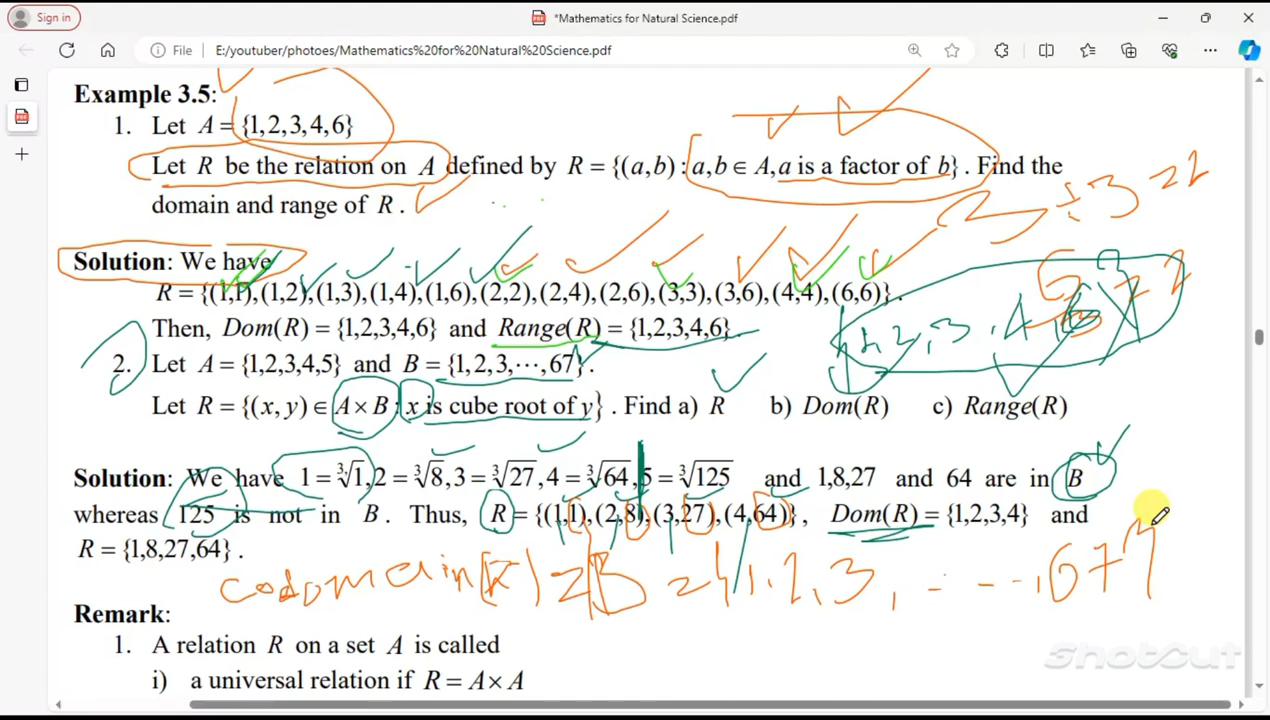 Sign in
*Mathematics for Natural Science.pdf
File E:/youtuber/photoes/Mathematics%20for%20Natural%20Science.pdf
Example 3.5:
1. Let A = {1,2,3,4,6}
Let R be the relation on A defined by R = {(a,b) : a,b ∈ A, a is a factor of b} . Find the
domain and range of R .
Solution: We have
R = {(1,1),(1,2),(1,3),(1,4),(1,6),(2,2),(2,4),(2,6),(3,3),(3,6),(4,4),(6,6)} .
Then, Dom(R) = {1,2,3,4,6} and Range(R) = {1,2,3,4,6}
2. Let A = {1,2,3,4,5} and B = {1,2,3,⋯,67}.
Let R = {(x,y) ∈ A×B : x is cube root of y} . Find a) R b) Dom(R) c) Range(R)
Solution: We have 1 = ∛1, 2 = ∛8, 3 = ∛27, 4 = ∛64, 5 = ∛125 and 1,8,27 and 64 are in B
whereas 125 is not in B . Thus, R = {(1,1),(2,8),(3,27),(4,64)} , Dom(R) = {1,2,3,4} and
R = {1,8,27,64} .
codomain(R) = B = {1,2,3,-----,67}
Remark:
1. A relation R on a set A is called
i) a universal relation if R = A×A
shotcut